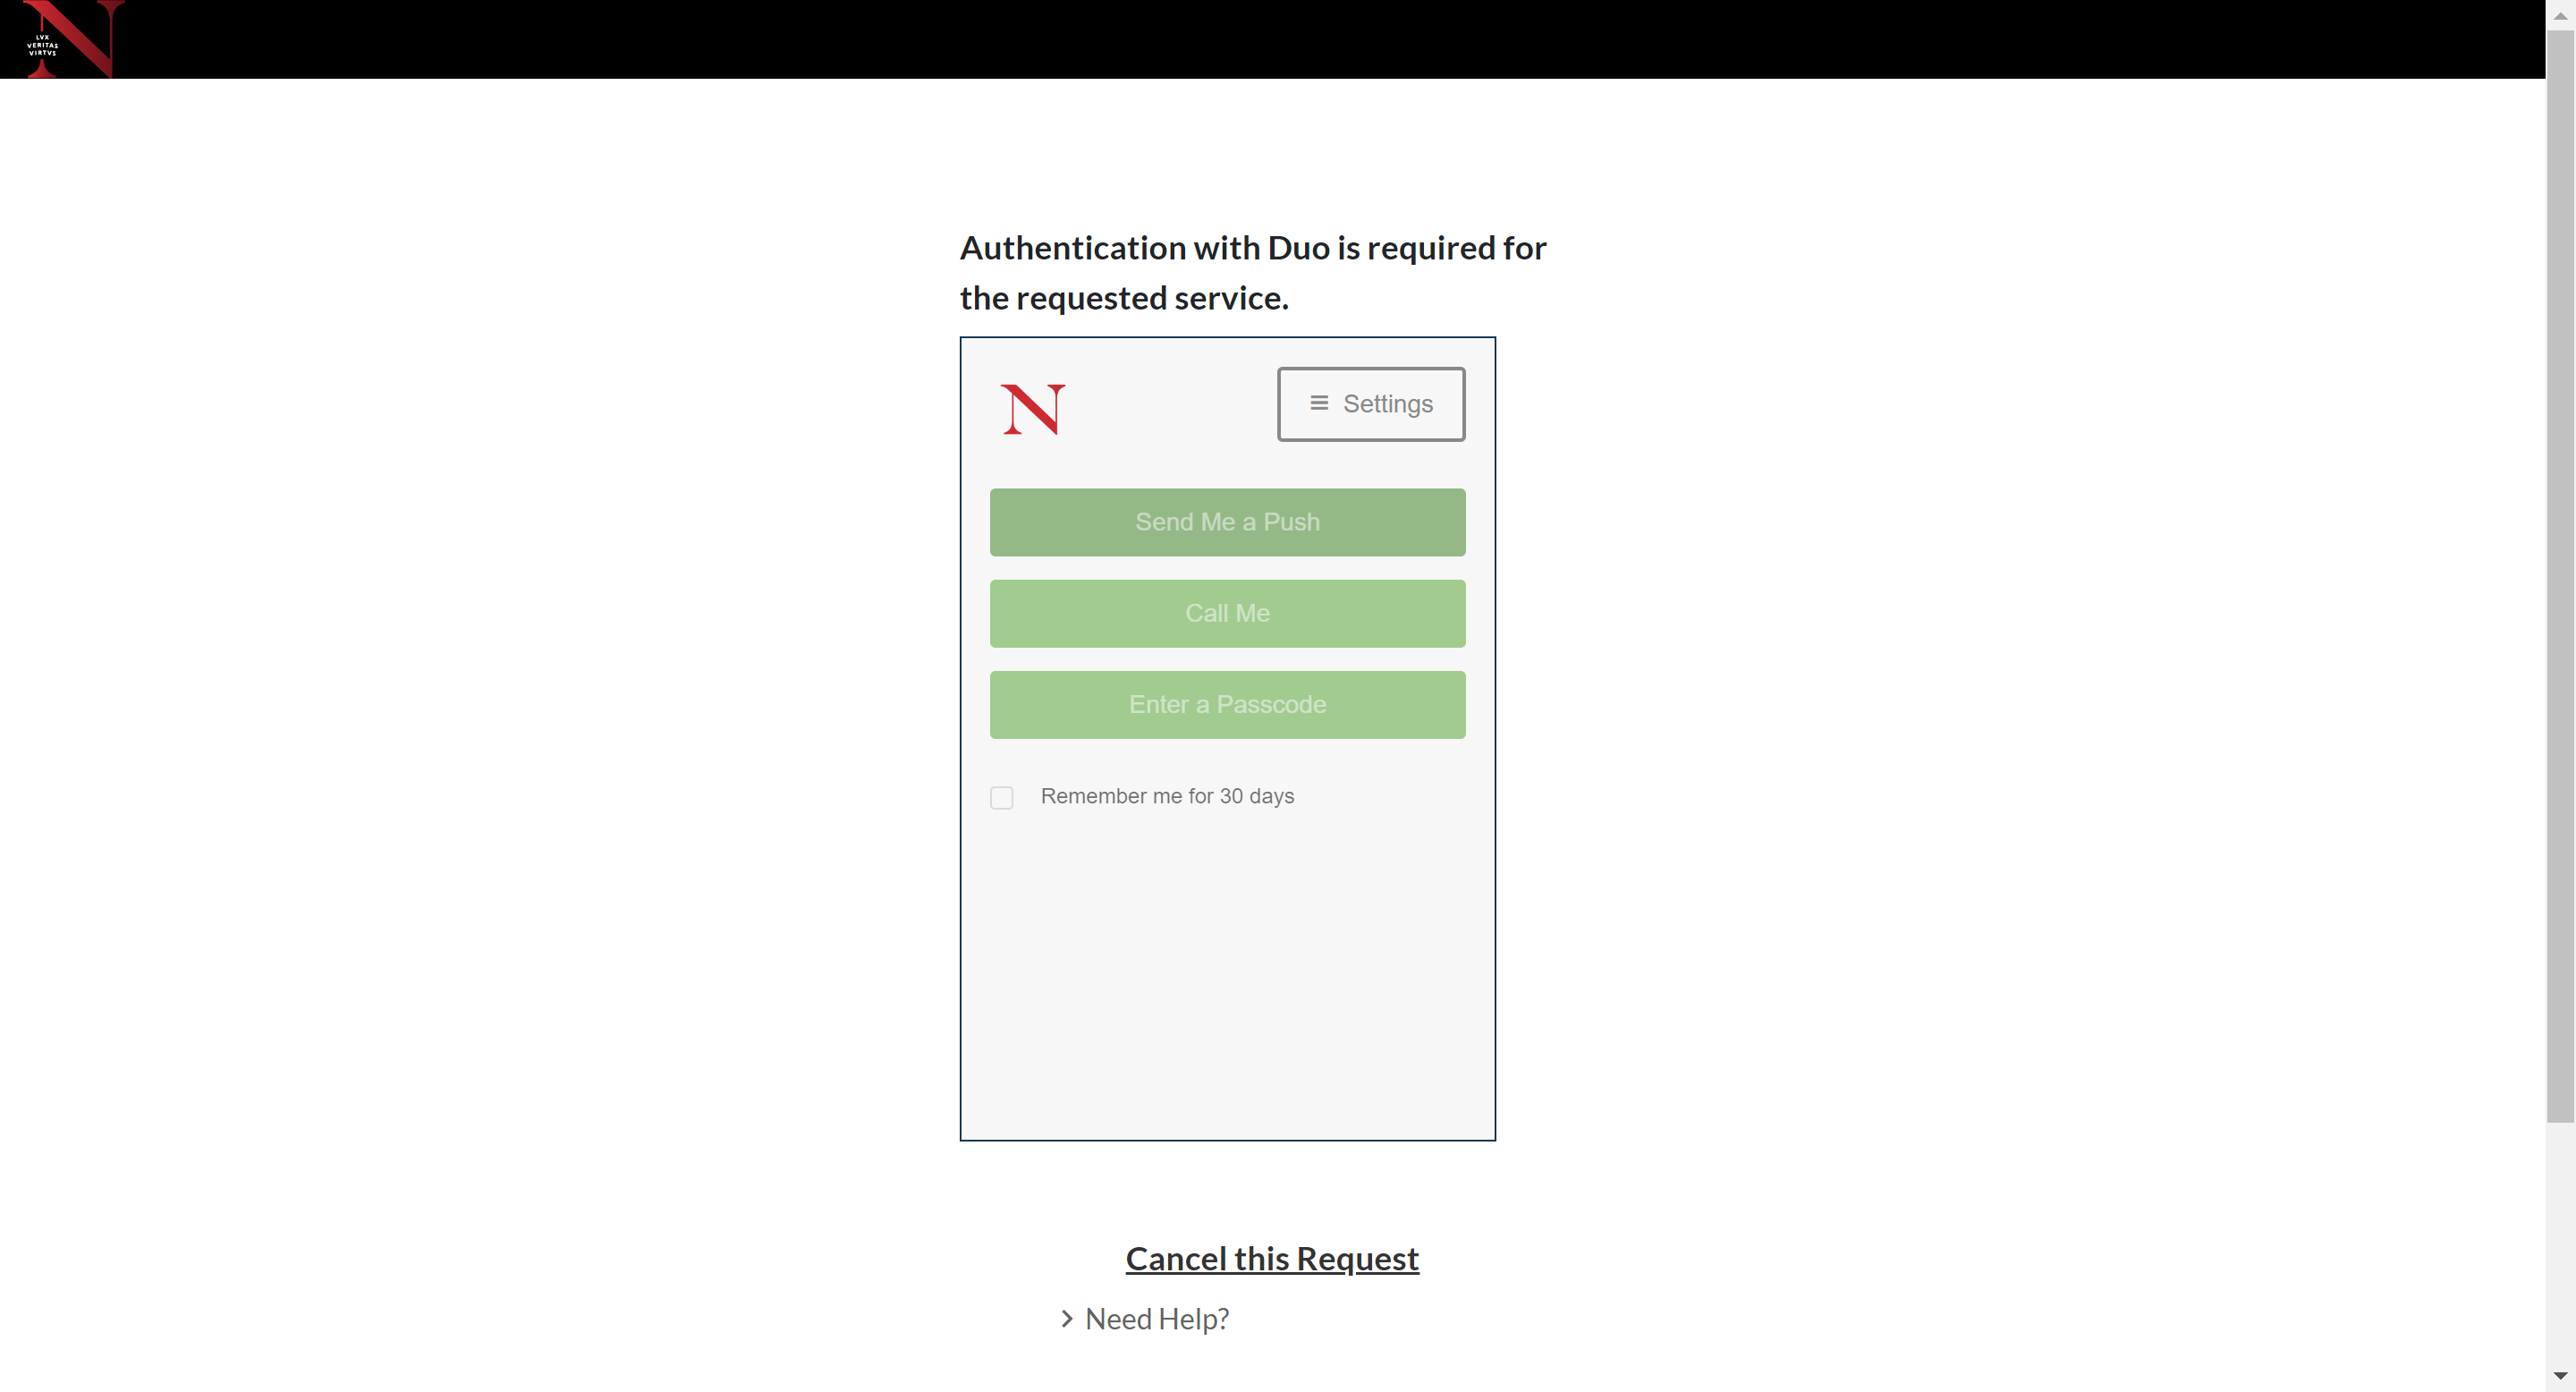 LVX
VERITAS
VIRTVS
Authentication with Duo is required for
the requested service.
N
Settings
Send Me a Push
Call Me
Enter a Passcode
Remember me for 30 days
Cancel this Request
Need Help?